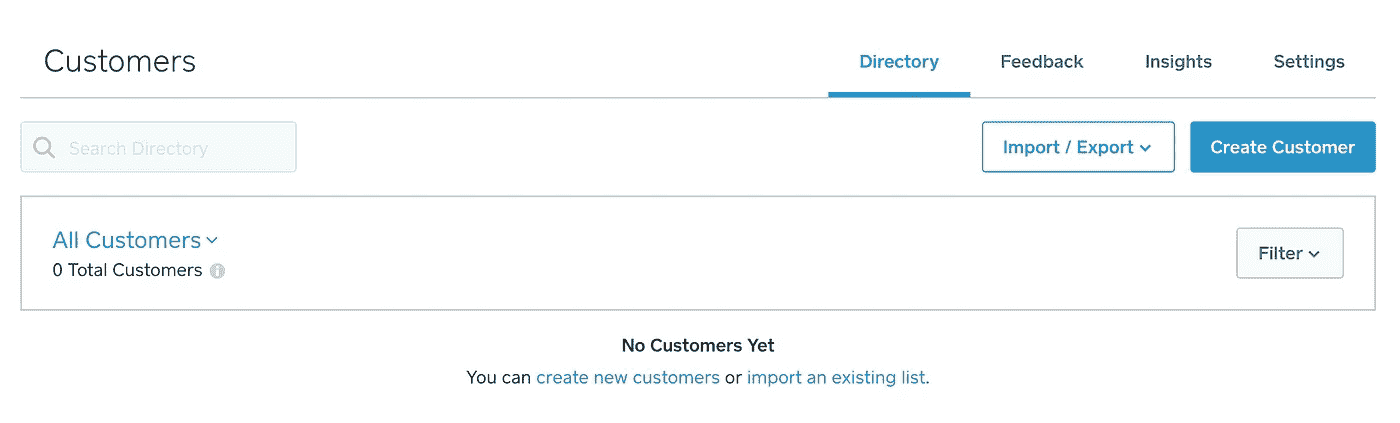 Customers
Directory
Feedback
Insights
Settings
Search Directory
Import / Export
Create Customer
All Customers
0 Total Customers
Filter
No Customers Yet
You can create new customers or import an existing list.